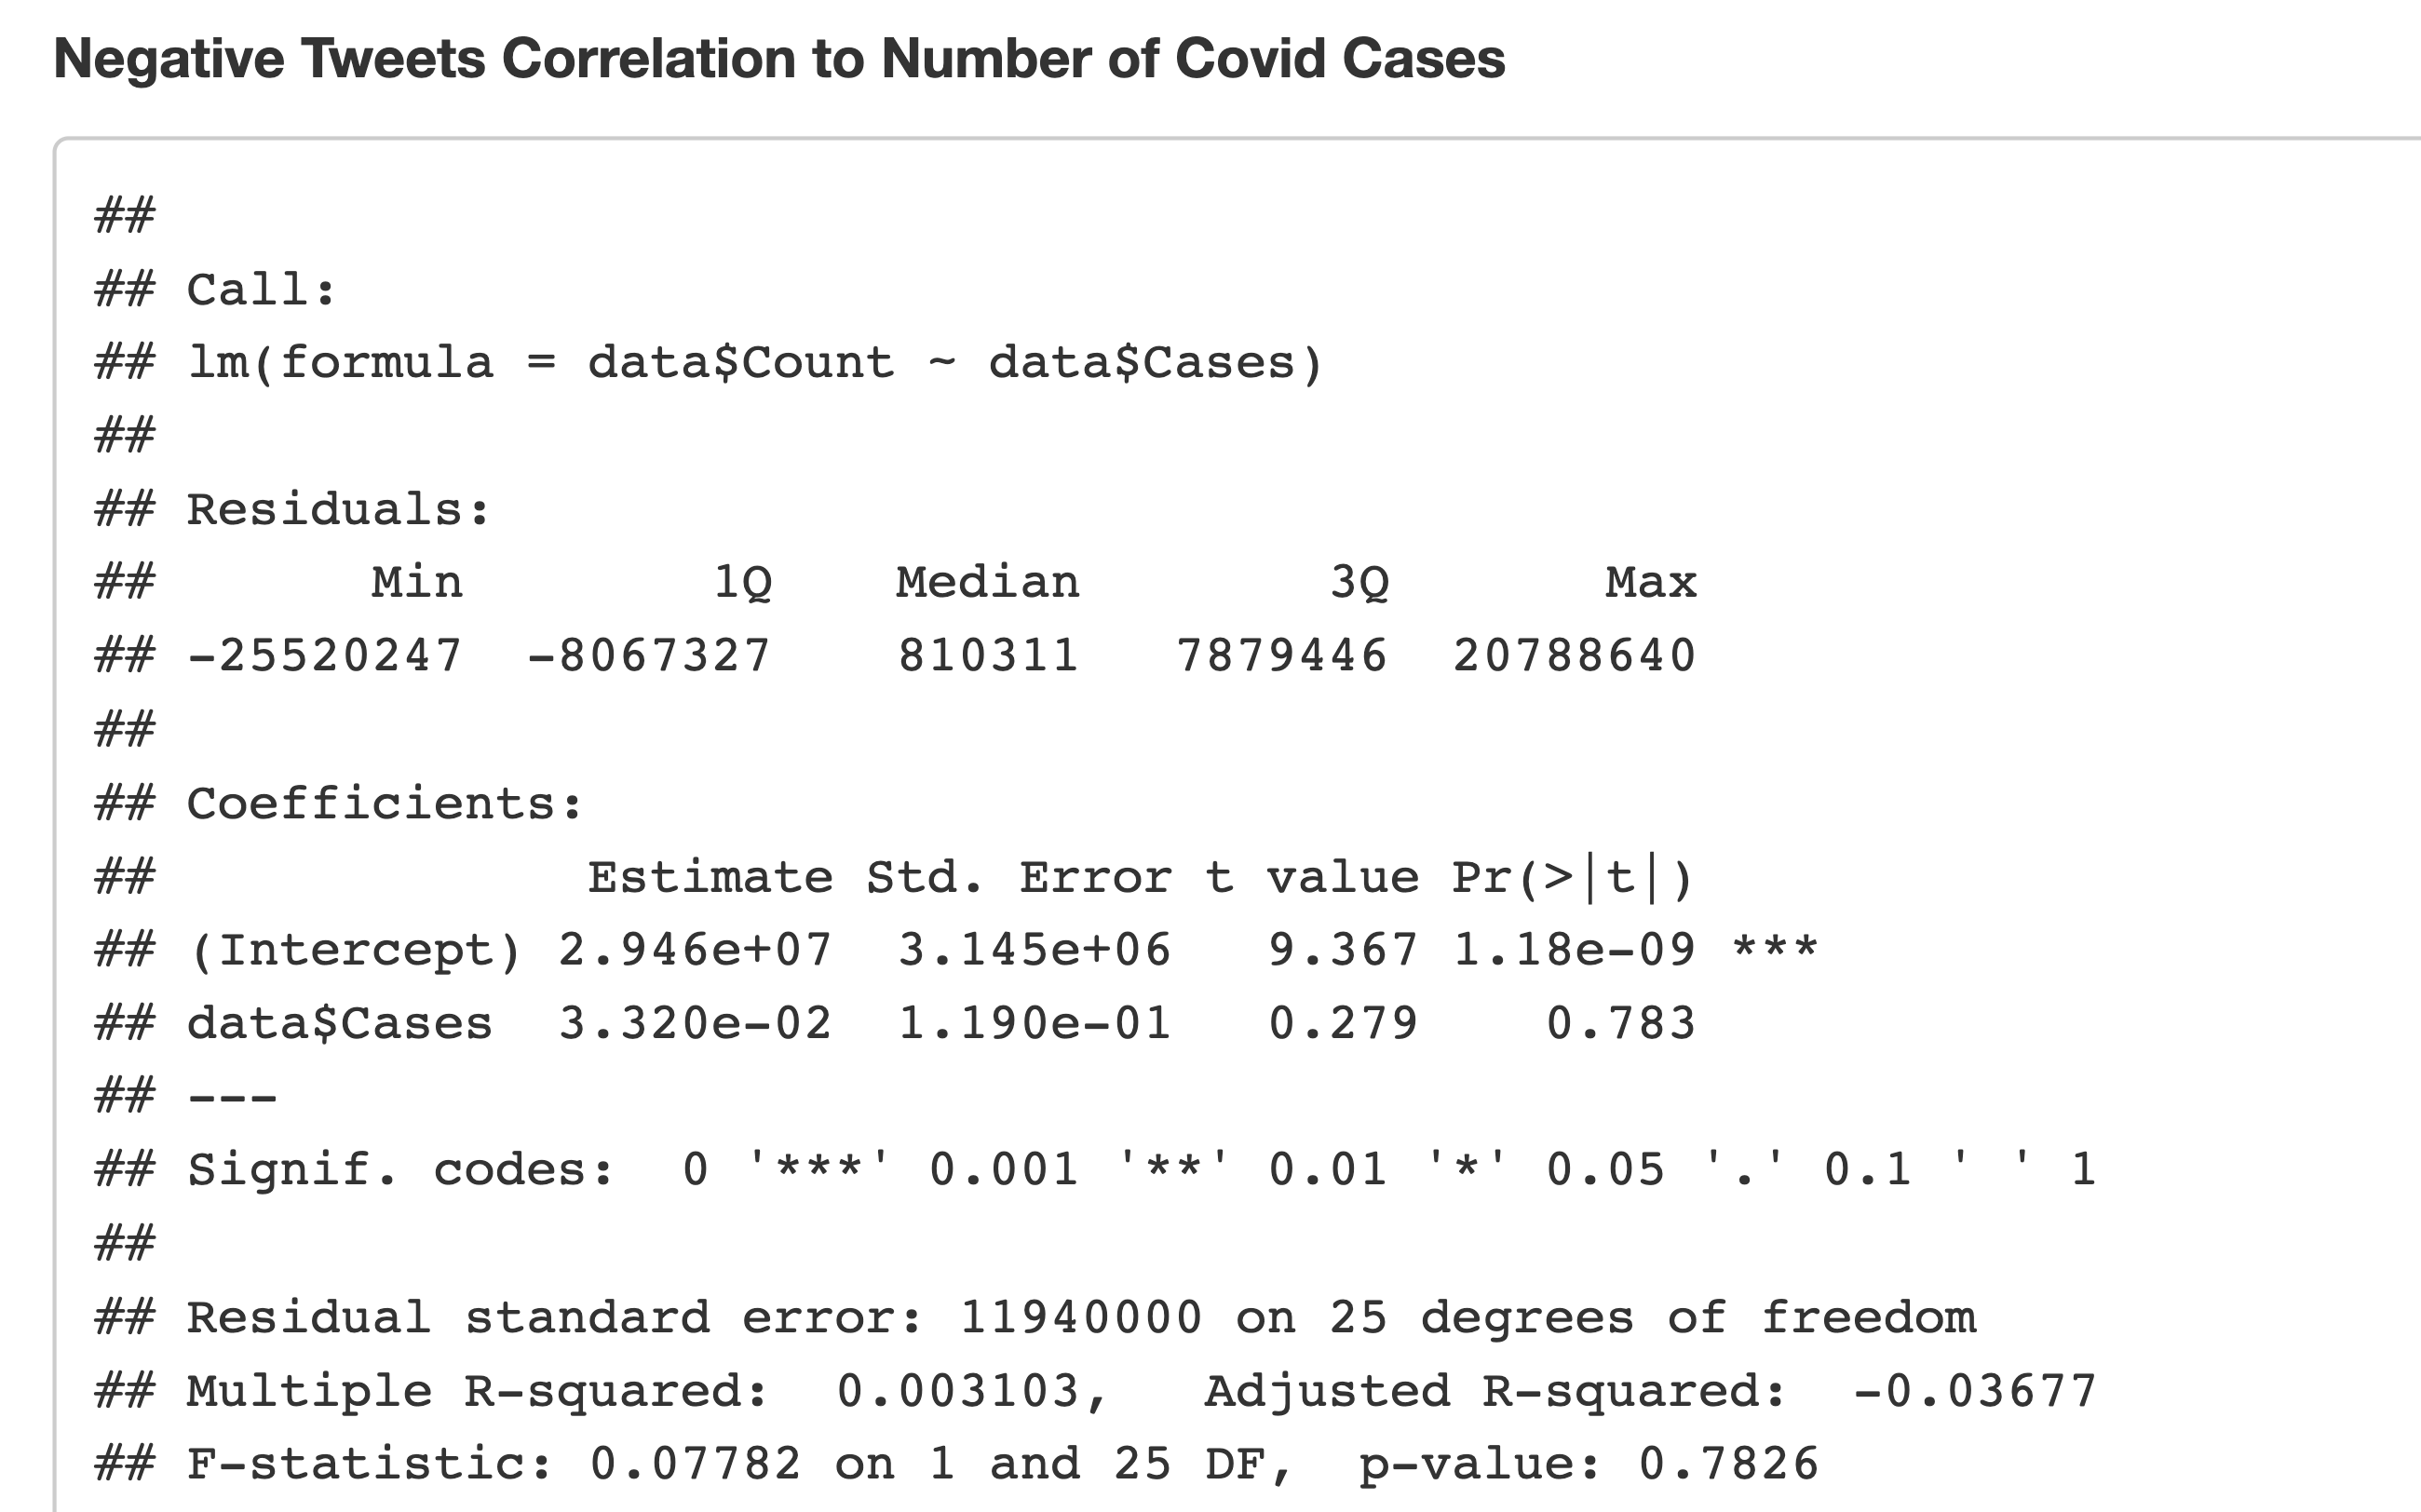 Negative Tweets Correlation to Number of Covid Cases
##
## Call:
## lm(formula = data$Count ~ data$Cases)
##
## Residuals:
##       Min        1Q    Median        3Q       Max
## -25520247  -8067327    810311   7879446  20788640
##
## Coefficients:
##              Estimate Std. Error t value Pr(>|t|)
## (Intercept) 2.946e+07  3.145e+06   9.367 1.18e-09 ***
## data$Cases  3.320e-02  1.190e-01   0.279    0.783
## ---
## Signif. codes:  0 '***' 0.001 '**' 0.01 '*' 0.05 '.' 0.1 ' ' 1
##
## Residual standard error: 11940000 on 25 degrees of freedom
## Multiple R-squared:  0.003103,   Adjusted R-squared:  -0.03677
## F-statistic: 0.07782 on 1 and 25 DF,  p-value: 0.7826